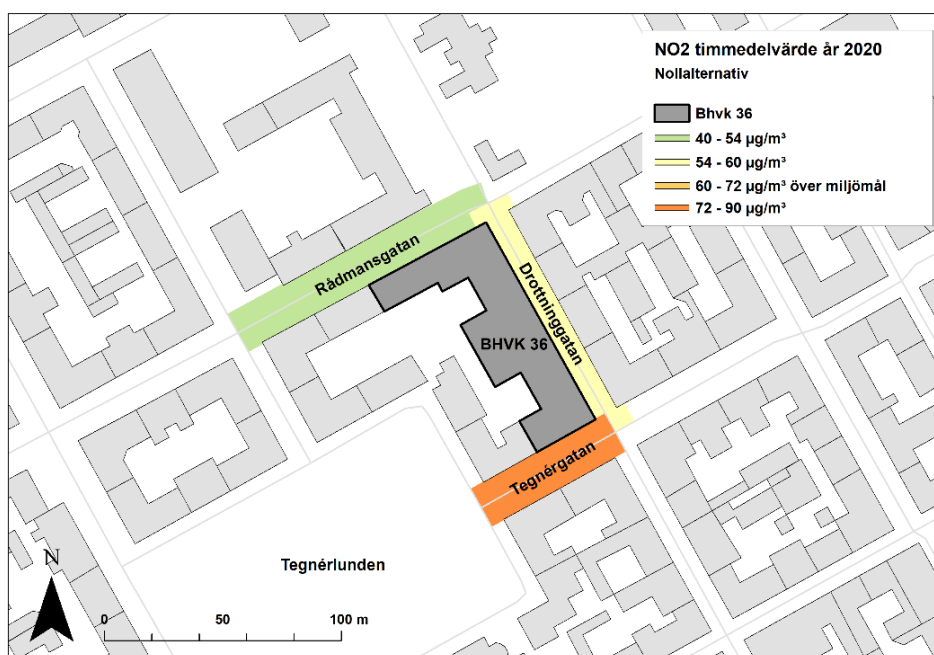 NO2 timmedelvärde år 2020
Nollalternativ
Bhvk 36
40 - 54 µg/m³
54 - 60 µg/m³
60 - 72 µg/m³ över miljömål
72 - 90 µg/m³
Rådmansgatan
Drottninggatan
BHVK 36
Tegnérgatan
Tegnérlunden
N
0 50 100 m